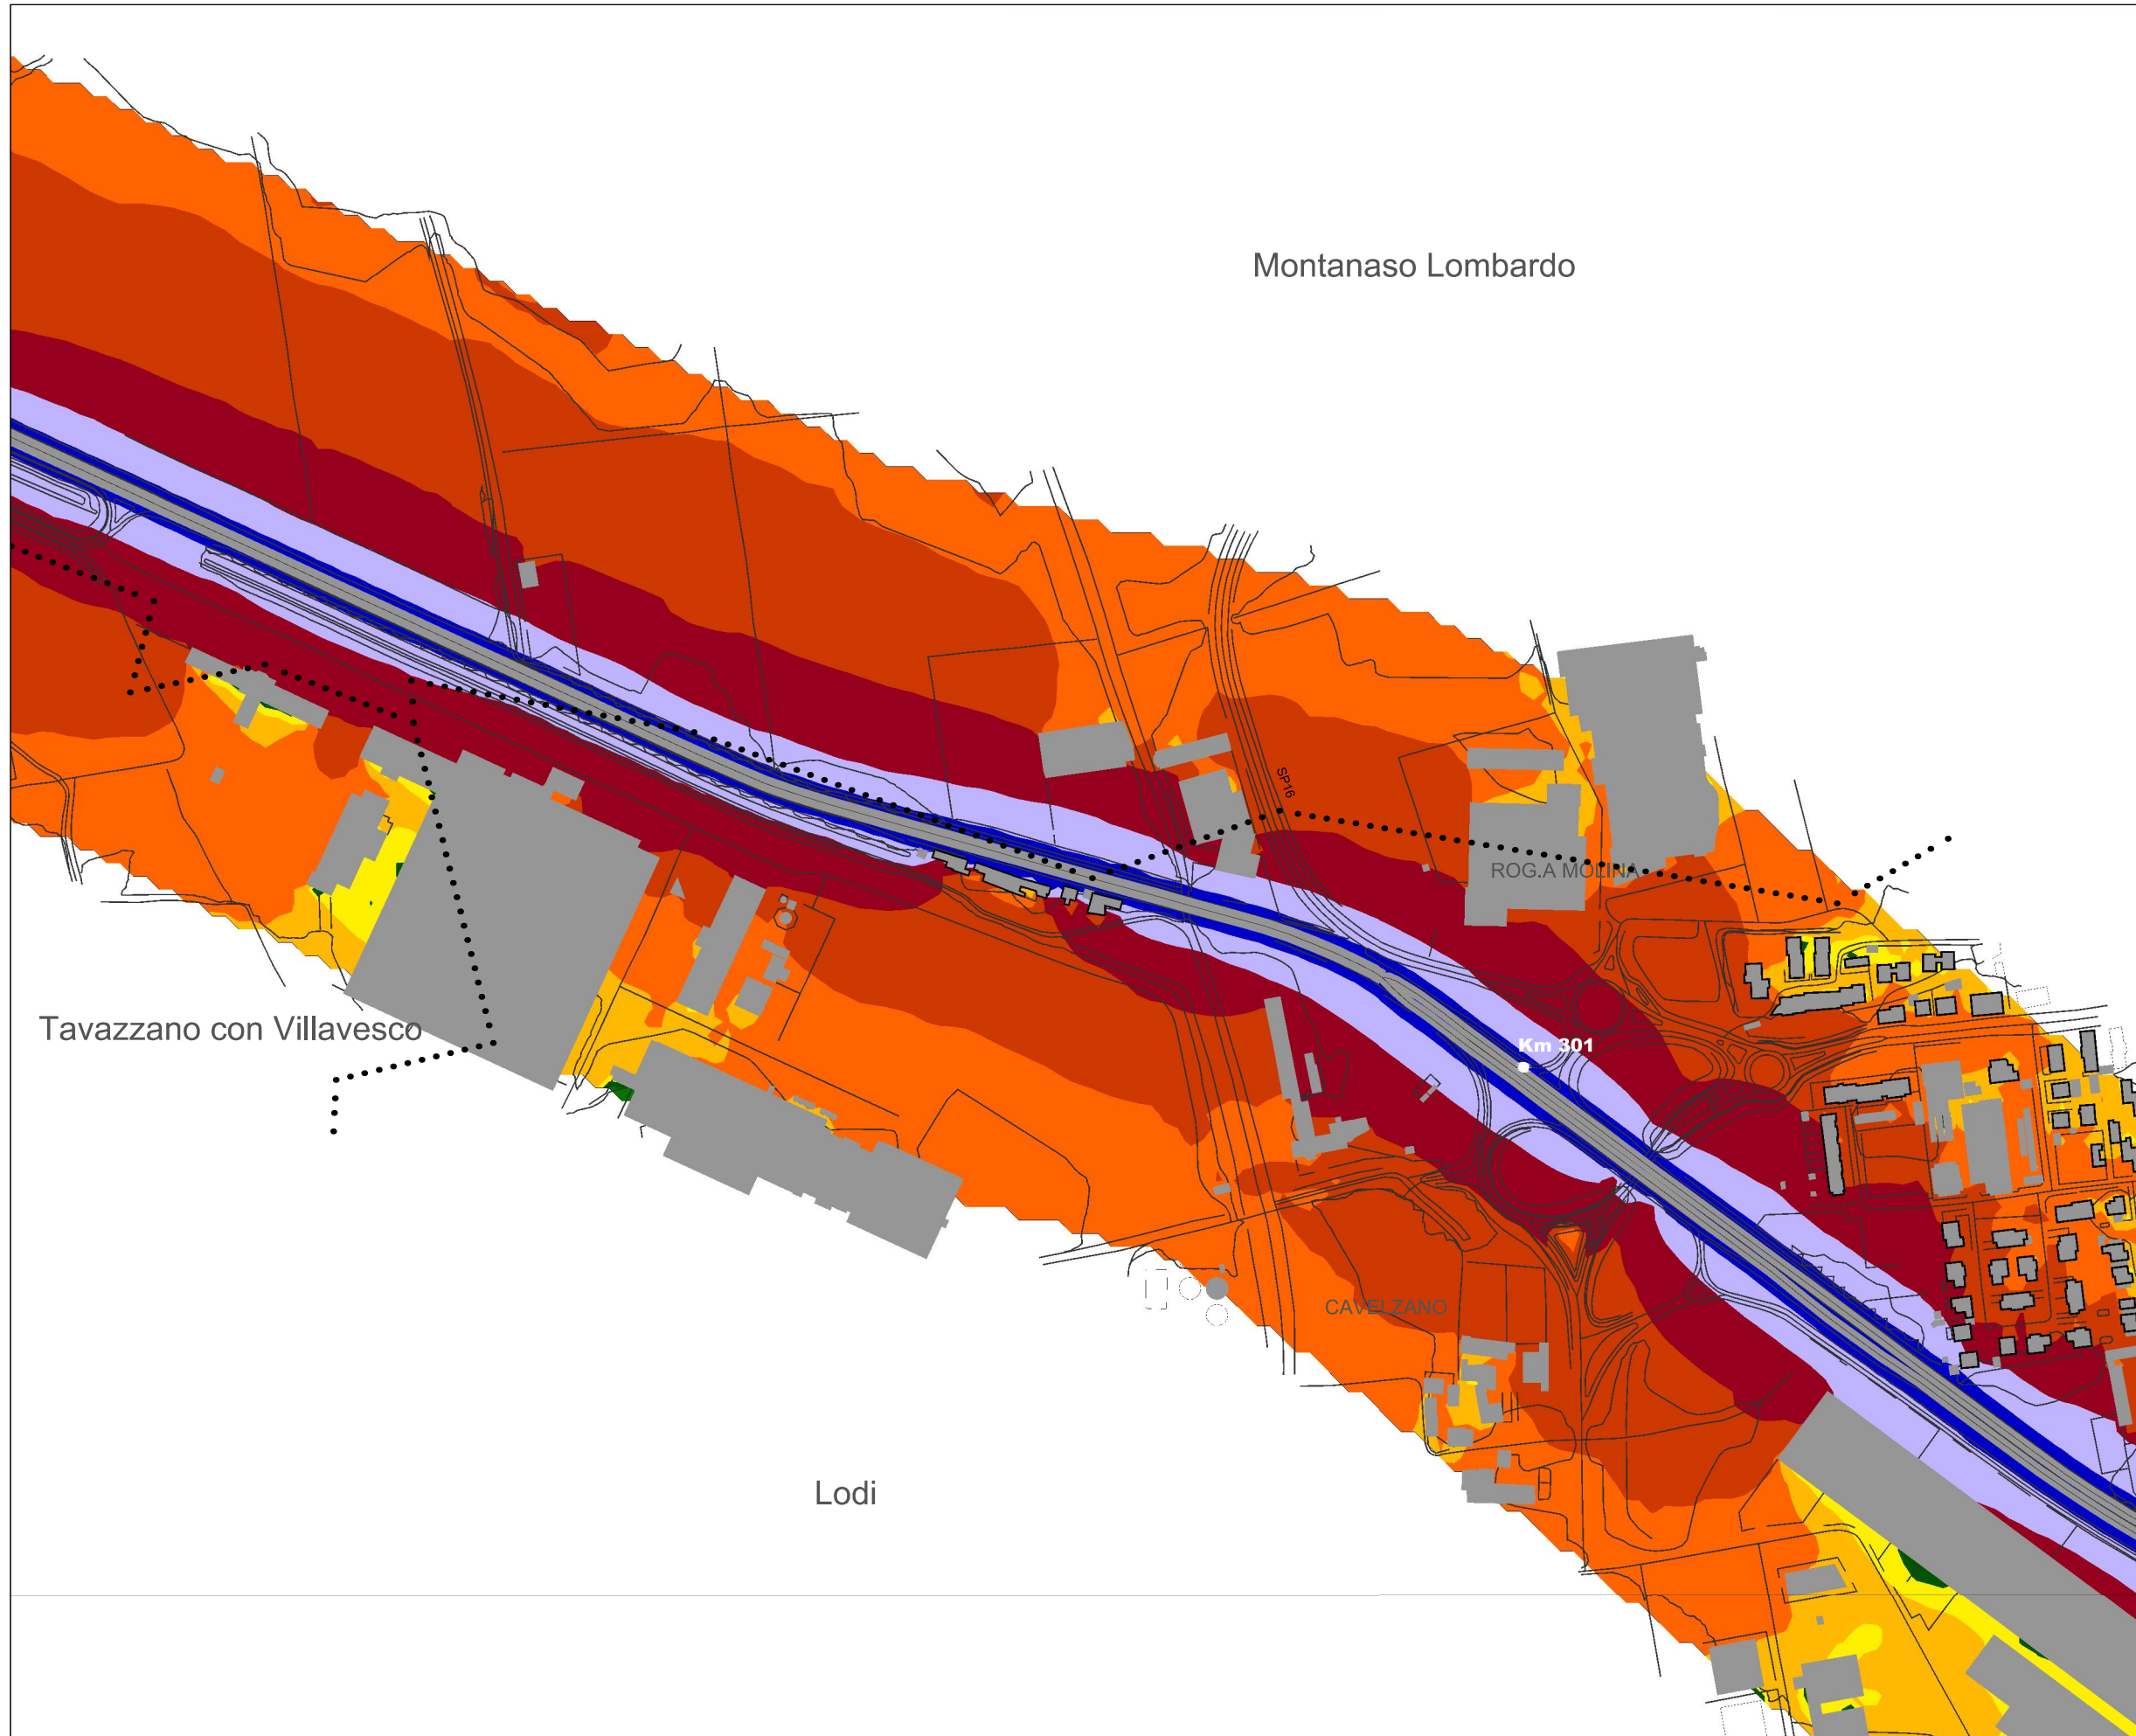 Montanaso Lombardo
SP16
ROG.A MOLINA
Tavazzano con Villavesco
Km 301
CAVELZANO
Lodi